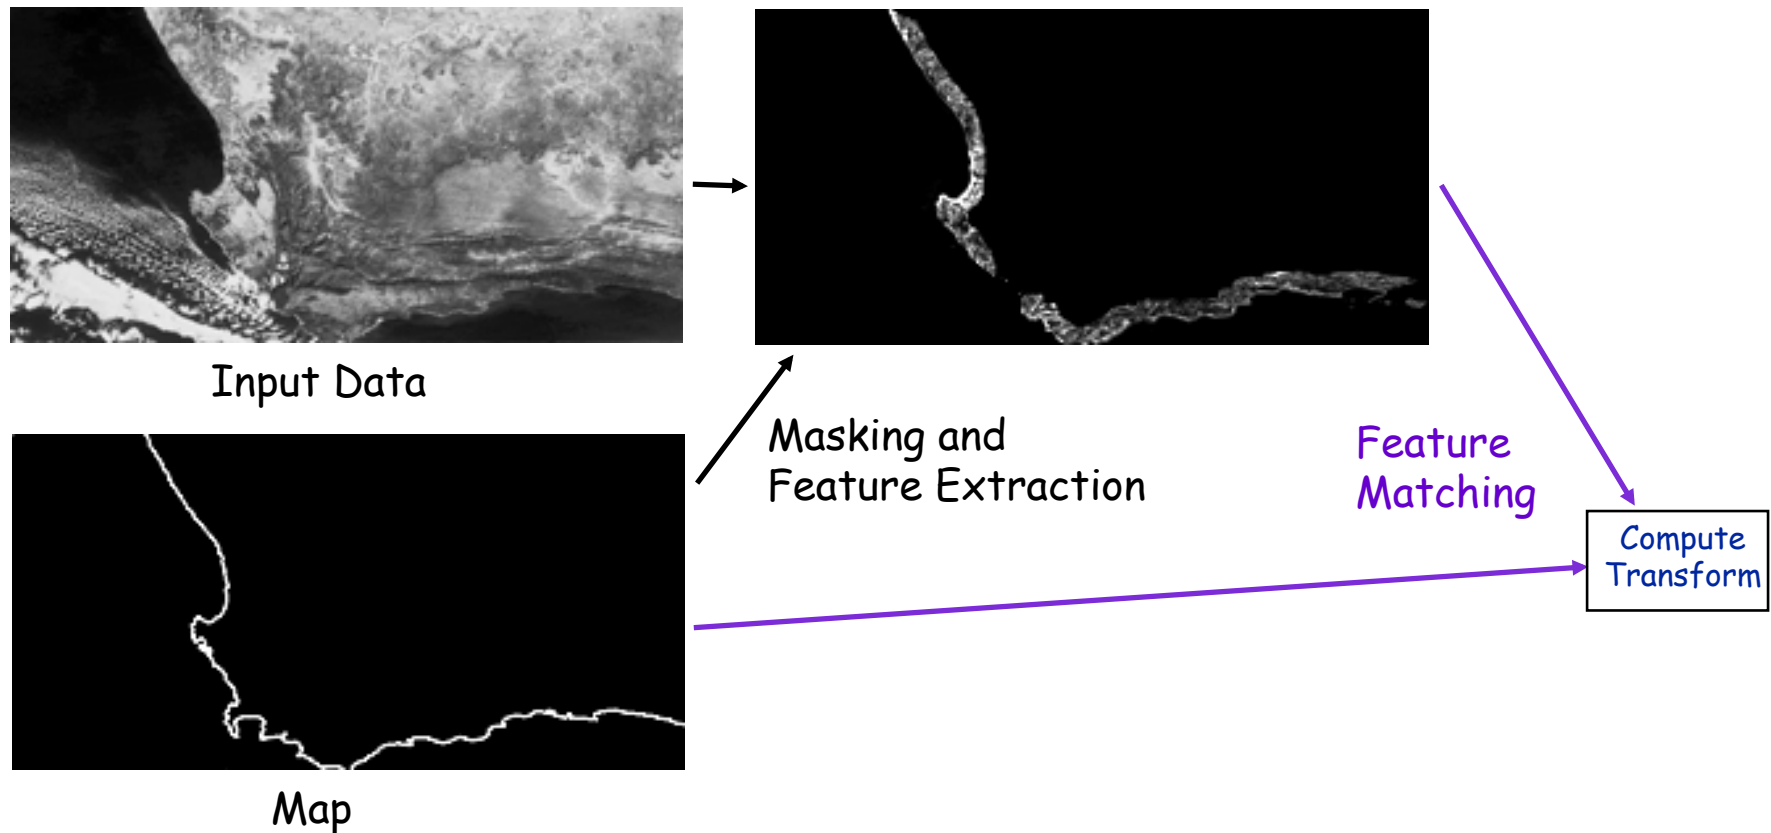 Input Data
Masking and
Feature Extraction
Feature
Matching
Compute
Transform
Map